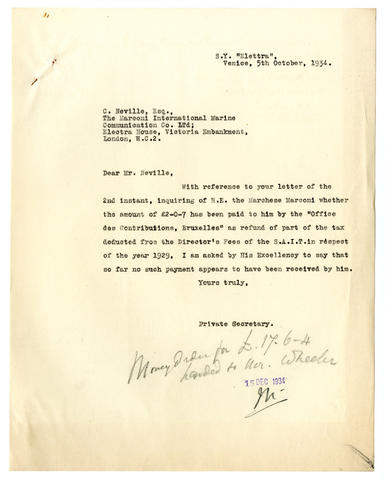 S.Y. "Elettra",
Venice, 5th October, 1934.
C. Neville, Esq.,
The Marconi International Marine
Communication Co. LTd;
Electra House, Victoria Embankment,
London, W.C.2.
Dear Mr. Neville,
With reference to your letter of the
2nd instant, inquiring of H.E. the Marchese Marconi whether
the amount of £2-0-7 has been paid to him by the "Office
des Contributions, Bruxelles" as refund of part of the tax
deducted from the Director's Fees of the S.A.I.T.in respect
of the year 1929, I am asked by His Excellency to say that
so far no such payment appears to have been received by him.
Yours truly,
Private Secretary.
Money Order for £.17.6-4
handed to Mr. Wheeler
15 DEC 1934